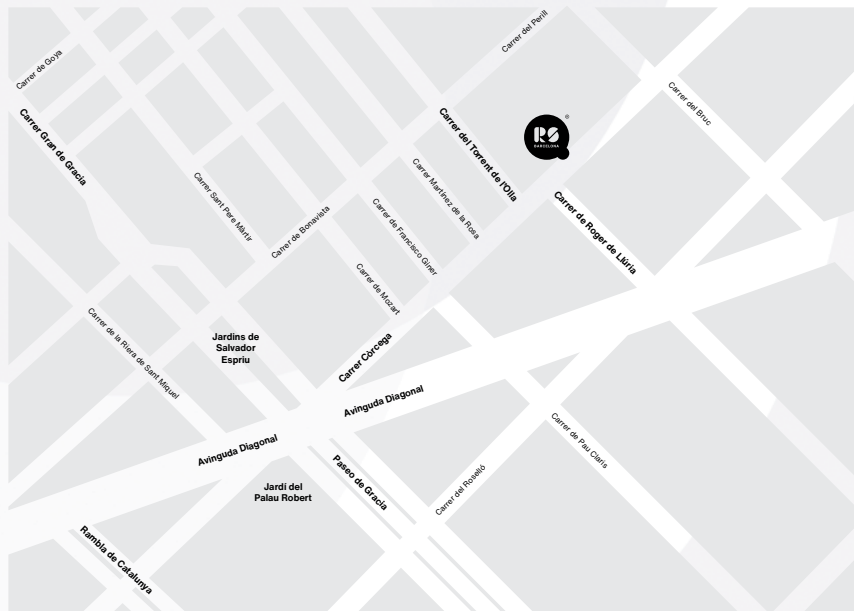 Carrer del Perill
Carrer de Goya
Carrer Gran de Gracia
Carrer del Torrent de l'Olla
RS
BARCELONA
®
Carrer del Bruc
Carrer Sant Pere Màrtir
Carrer de Bonavista
Carrer Martínez de la Rosa
Carrer de Francisco Giner
Carrer de Roger de Llúria
Carrer de Mozart
Carrer de la Riera de Sant Miquel
Jardins de
Salvador
Espriu
Carrer Còrcega
Avinguda Diagonal
Avinguda Diagonal
Carrer de Pau Claris
Paseo de Gracia
Carrer del Roselló
Jardí del
Palau Robert
Rambla de Catalunya